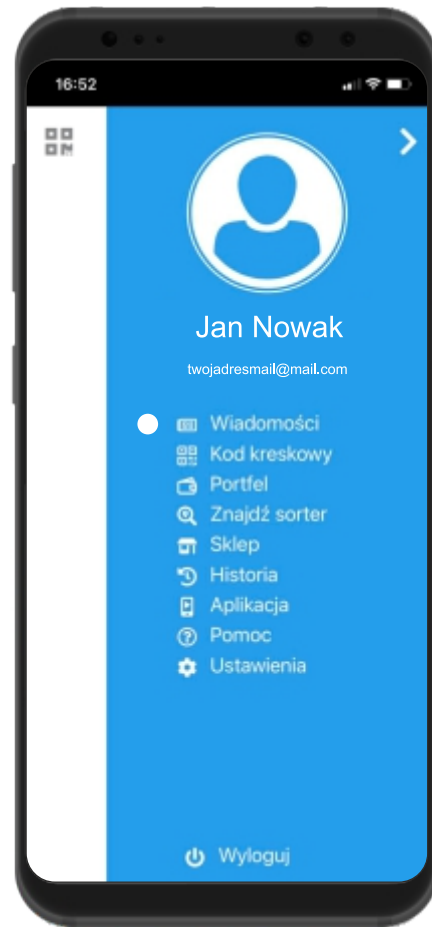 16:52
Jan Nowak
twojadresmail@mail.com
Wiadomości
Kod kreskowy
Portfel
Znajdź sorter
Sklep
Historia
Aplikacja
Pomoc
Ustawienia
Wyloguj